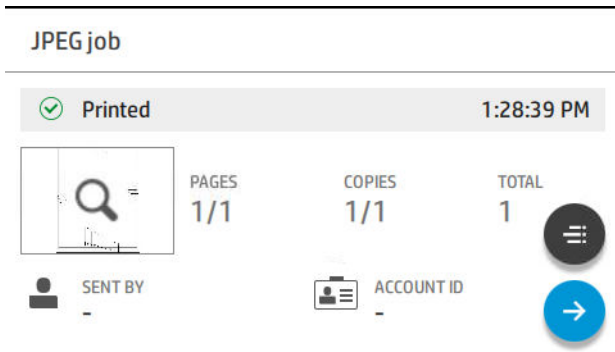 JPEG job
Printed 1:28:39 PM
PAGES COPIES TOTAL
1/1 1/1 1
SENT BY ACCOUNT ID
- -